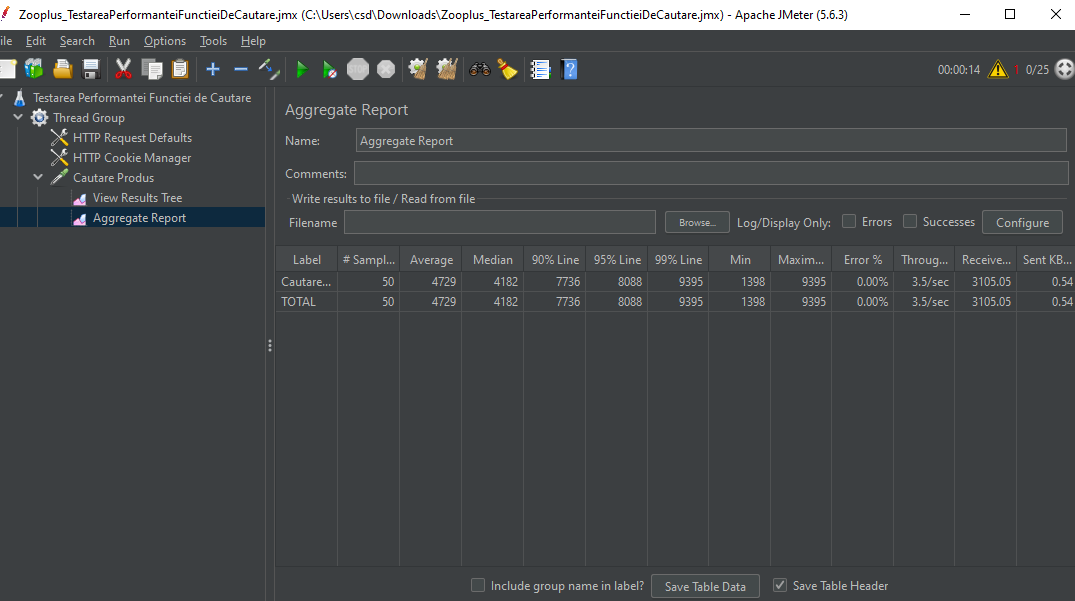 Zooplus_TestareaPerformanteiFunctieiDeCautare.jmx (C:\Users\csd\Downloads\Zooplus_TestareaPerformanteiFunctieiDeCautare.jmx) - Apache JMeter (5.6.3)
ile Edit Search Run Options Tools Help
00:00:14 1 0/25
Testarea Performantei Functiei de Cautare
Thread Group
HTTP Request Defaults
HTTP Cookie Manager
Cautare Produs
View Results Tree
Aggregate Report
Aggregate Report
Name: Aggregate Report
Comments:
Write results to file / Read from file
Filename Browse... Log/Display Only: Errors Successes Configure
Label # Sampl... Average Median 90% Line 95% Line 99% Line Min Maxim... Error % Throug... Receive... Sent KB...
Cautare... 50 4729 4182 7736 8088 9395 1398 9395 0.00% 3.5/sec 3105.05 0.54
TOTAL 50 4729 4182 7736 8088 9395 1398 9395 0.00% 3.5/sec 3105.05 0.54
Include group name in label? Save Table Data Save Table Header